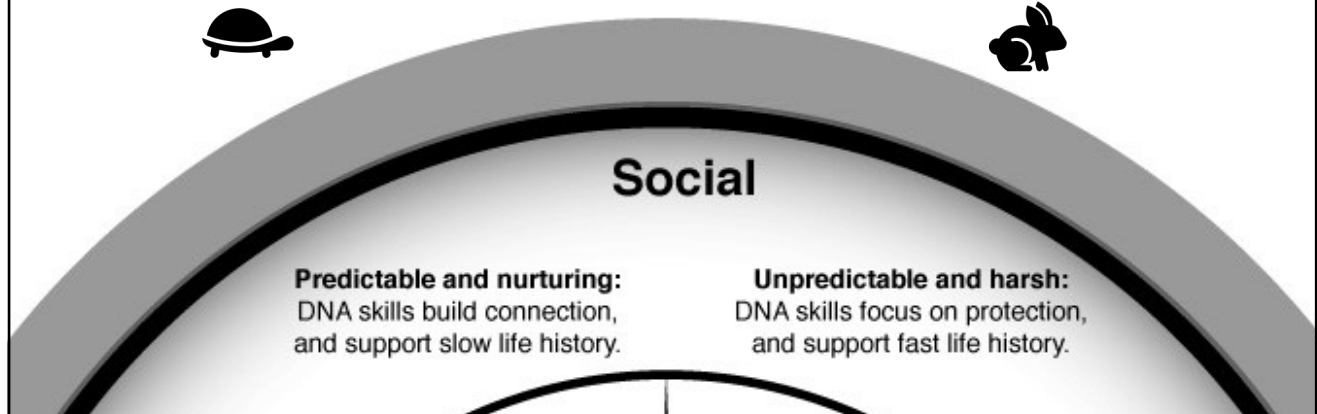 Social
Predictable and nurturing:
DNA skills build connection,
and support slow life history.
Unpredictable and harsh:
DNA skills focus on protection,
and support fast life history.